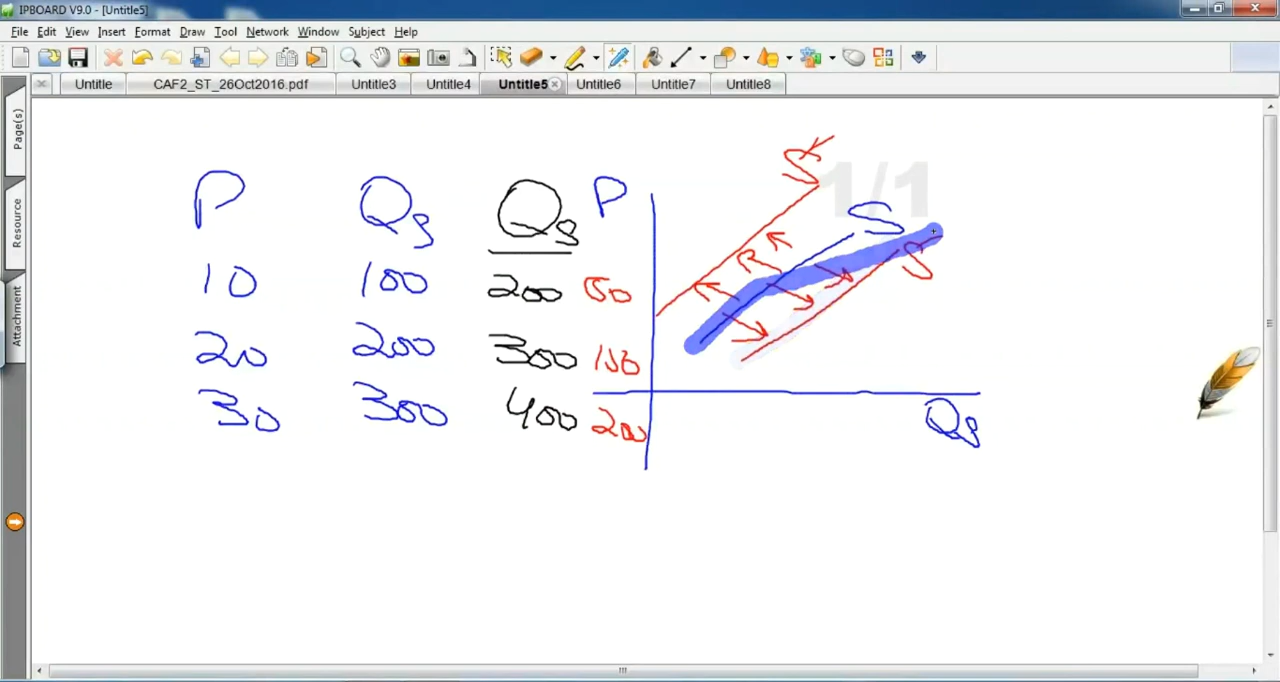 IPBOARD V9.0 - [Untitle5]
File Edit View Insert Format Draw Tool Network Window Subject Help
Untitle CAF2_ST_26Oct2016.pdf Untitle3 Untitle4 Untitle5 Untitle6 Untitle7 Untitle8
Page(s)
Resource
Attachment
1/1
P Qs Qs P
10 100 200 50
20 200 300 100
30 300 400 200
S
S
R
S
Qs